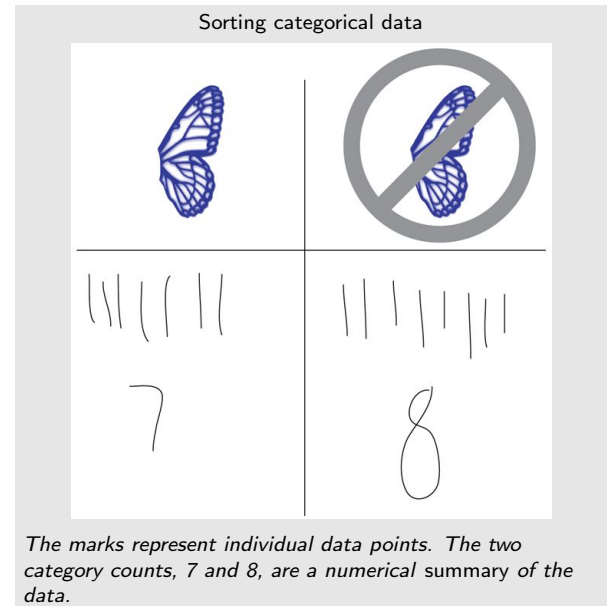 Sorting categorical data
7
8
The marks represent individual data points. The two
category counts, 7 and 8, are a numerical summary of the
data.